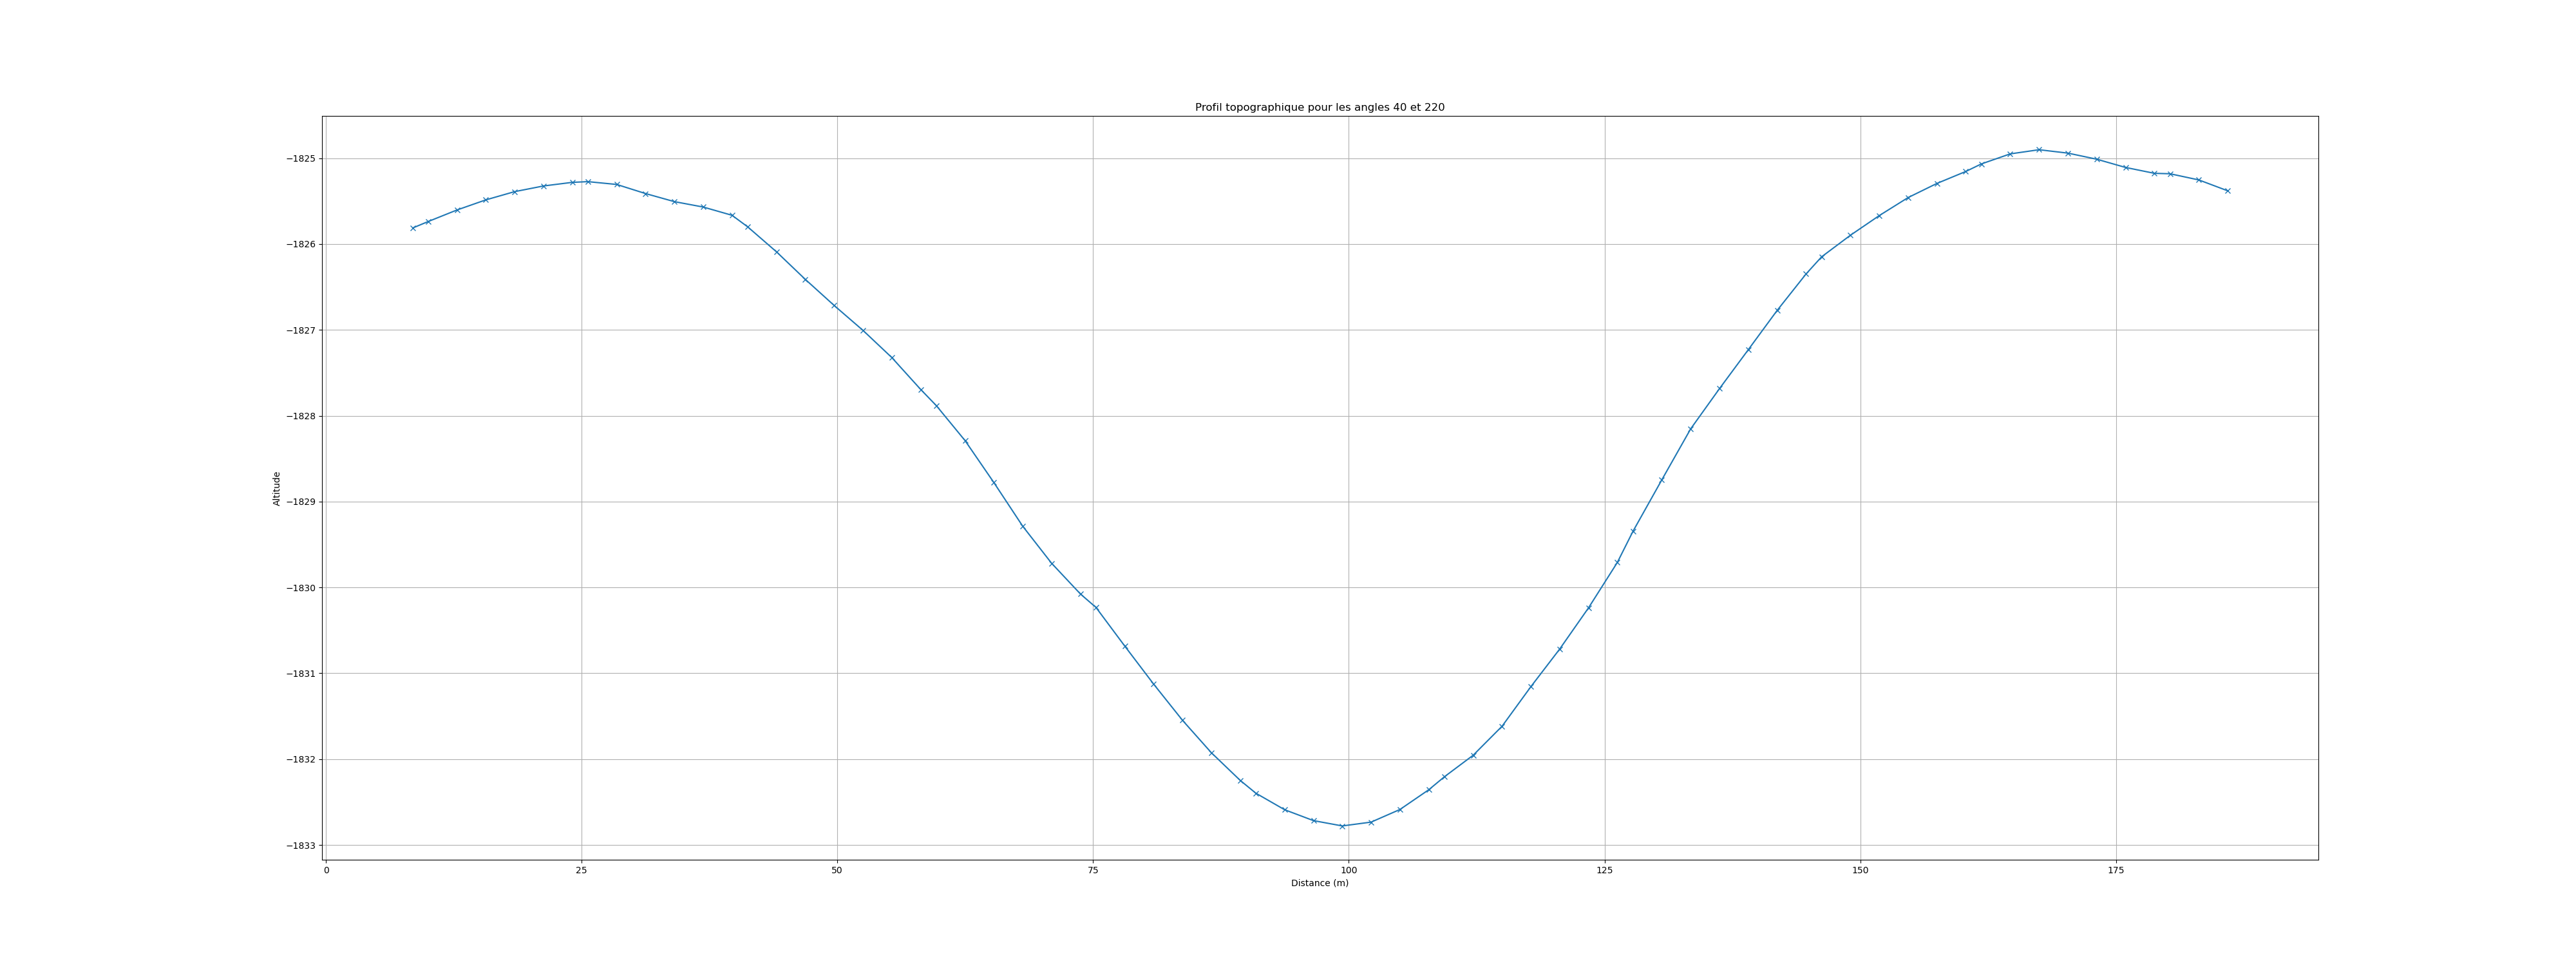 Profil topographique pour les angles 40 et 220
Altitude
−1825
−1826
−1827
−1828
−1829
−1830
−1831
−1832
−1833
0 25 50 75 100 125 150 175
Distance (m)